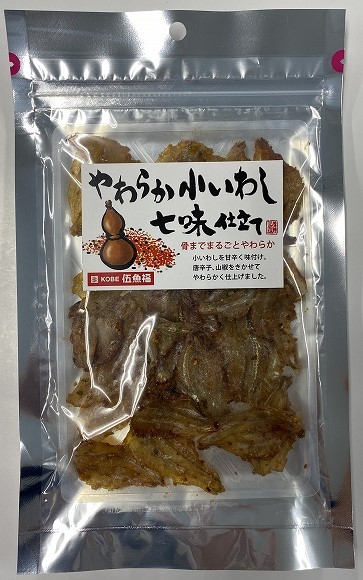 やわらか小いわし
七味仕立て
骨までまるごとやわらか
小いわしを甘辛く味付け。
唐辛子、山椒をきかせて
やわらかく仕上げました。
KOBE 伍魚福